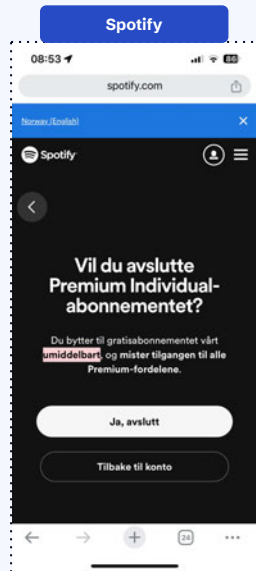 Spotify
08:53
86
spotify.com
Norway (English)
Spotify
Vil du avslutte
Premium Individual-
abonnementet?
Du bytter til gratisabonnementet vårt
umiddelbart, og mister tilgangen til alle
Premium-fordelene.
Ja, avslutt
Tilbake til konto
24